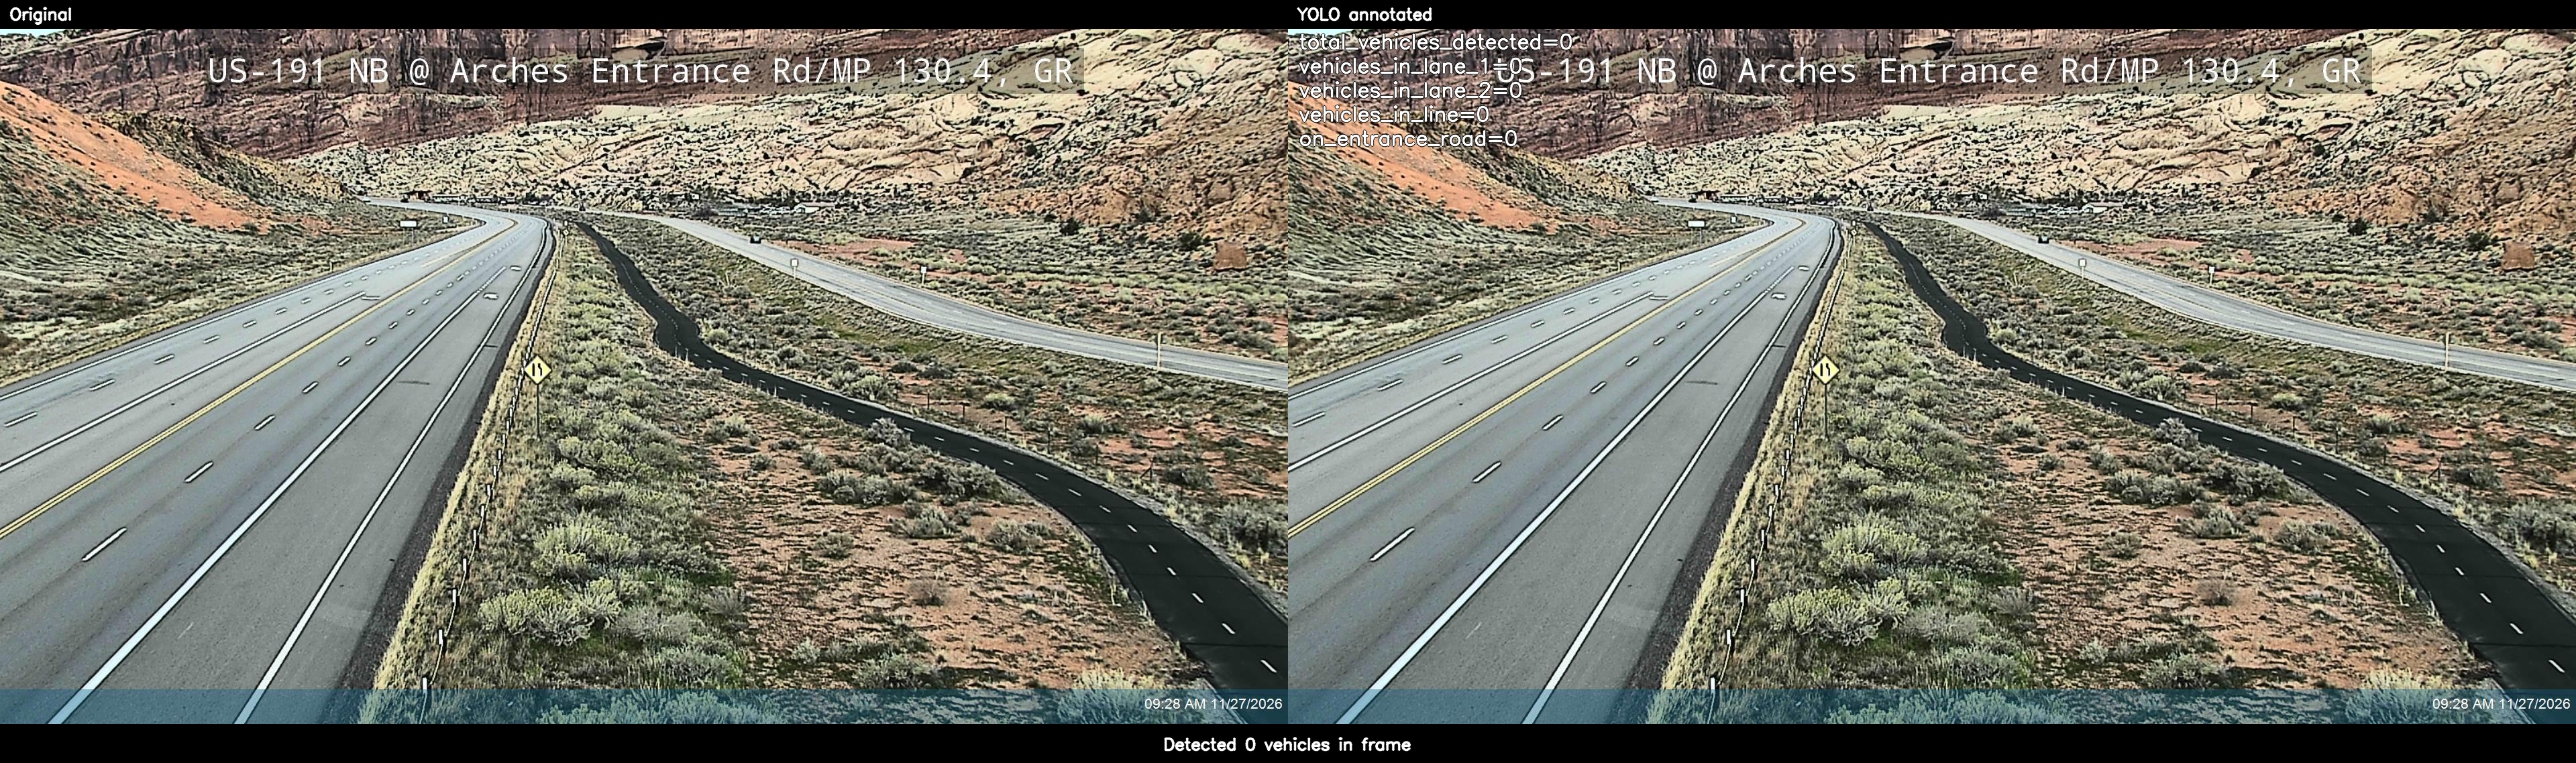 Original
US-191 NB @ Arches Entrance Rd/MP 130.4, GR
09:28 AM 11/27/2026
YOLO annotated
total_vehicles_detected=0
vehicles_in_lane_1=0
US-191 NB @ Arches Entrance Rd/MP 130.4, GR
vehicles_in_lane_2=0
vehicles_in_line=0
on_entrance_road=0
09:28 AM 11/27/2026
Detected 0 vehicles in frame